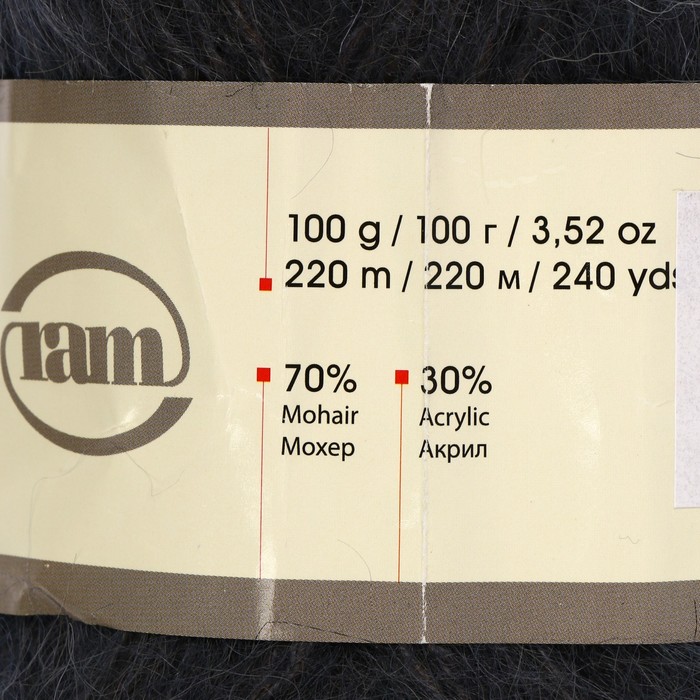 100 g / 100 г / 3,52 oz
220 m / 220 м / 240 yds
ram
70%
Mohair
Мохер
30%
Acrylic
Акрил